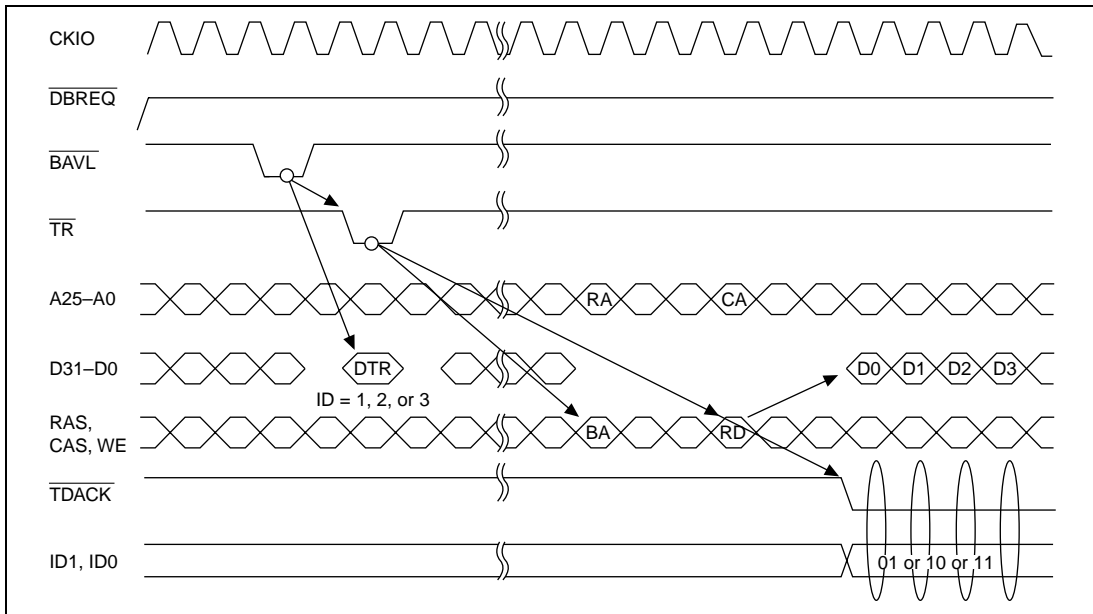 CKIO
DBREQ
BAVL
TR
A25–A0
RA
CA
D31–D0
DTR
D0
D1
D2
D3
ID = 1, 2, or 3
RAS,
CAS, WE
BA
RD
TDACK
ID1, ID0
01 or 10 or 11